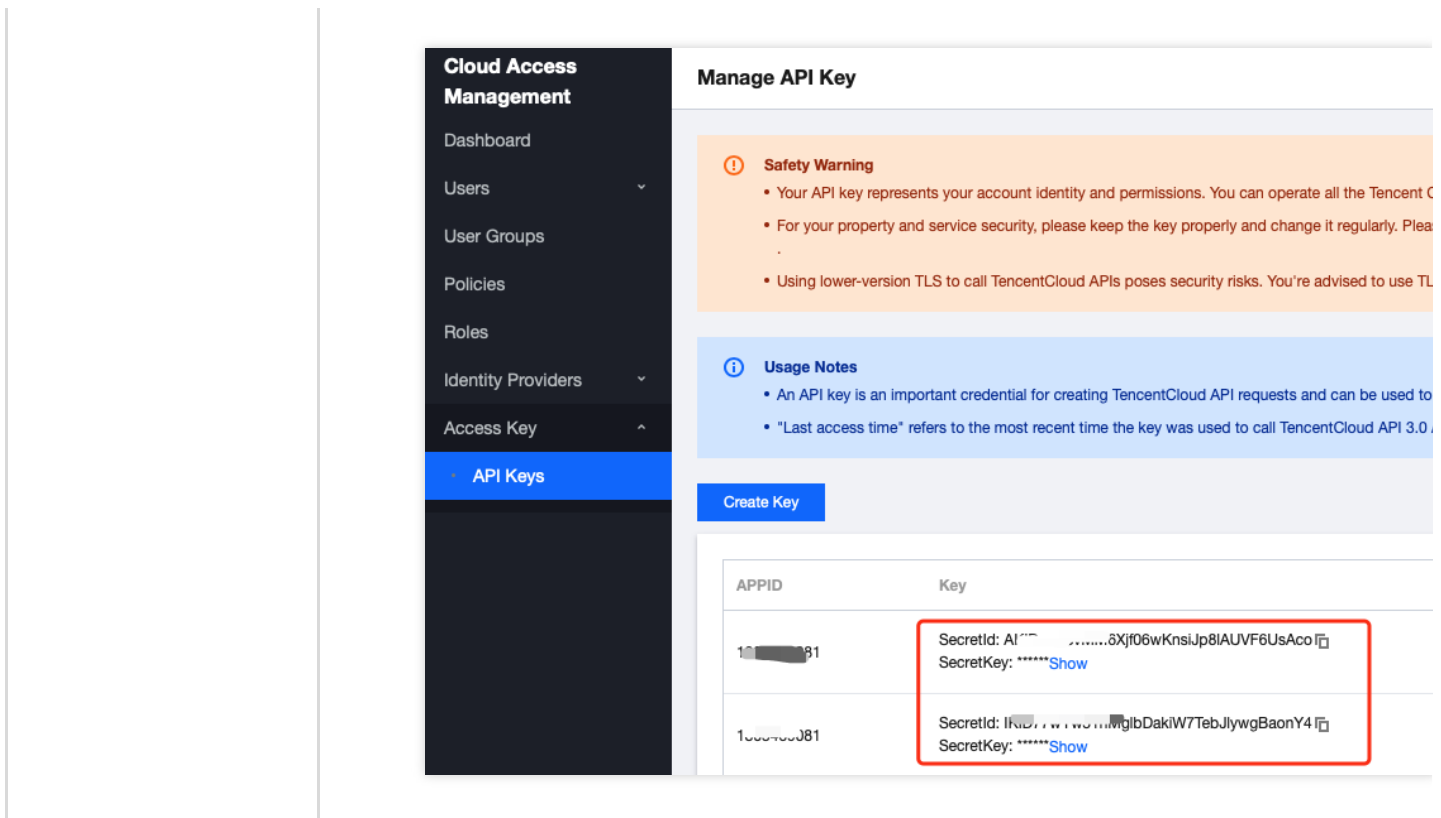 Cloud Access
Management
Dashboard
Users
User Groups
Policies
Roles
Identity Providers
Access Key
API Keys
Manage API Key
Safety Warning
• Your API key represents your account identity and permissions. You can operate all the Tencent
• For your property and service security, please keep the key properly and change it regularly.
.
• Using lower-version TLS to call TencentCloud APIs poses security risks. You're advised to use
Usage Notes
• An API key is an important credential for creating TencentCloud API requests and can be used to
• "Last access time" refers to the most recent time the key was used to call TencentCloud API 3.0
Create Key
APPID
Key
SecretId:
SecretKey: ******Show
SecretId:
SecretKey: ******Show